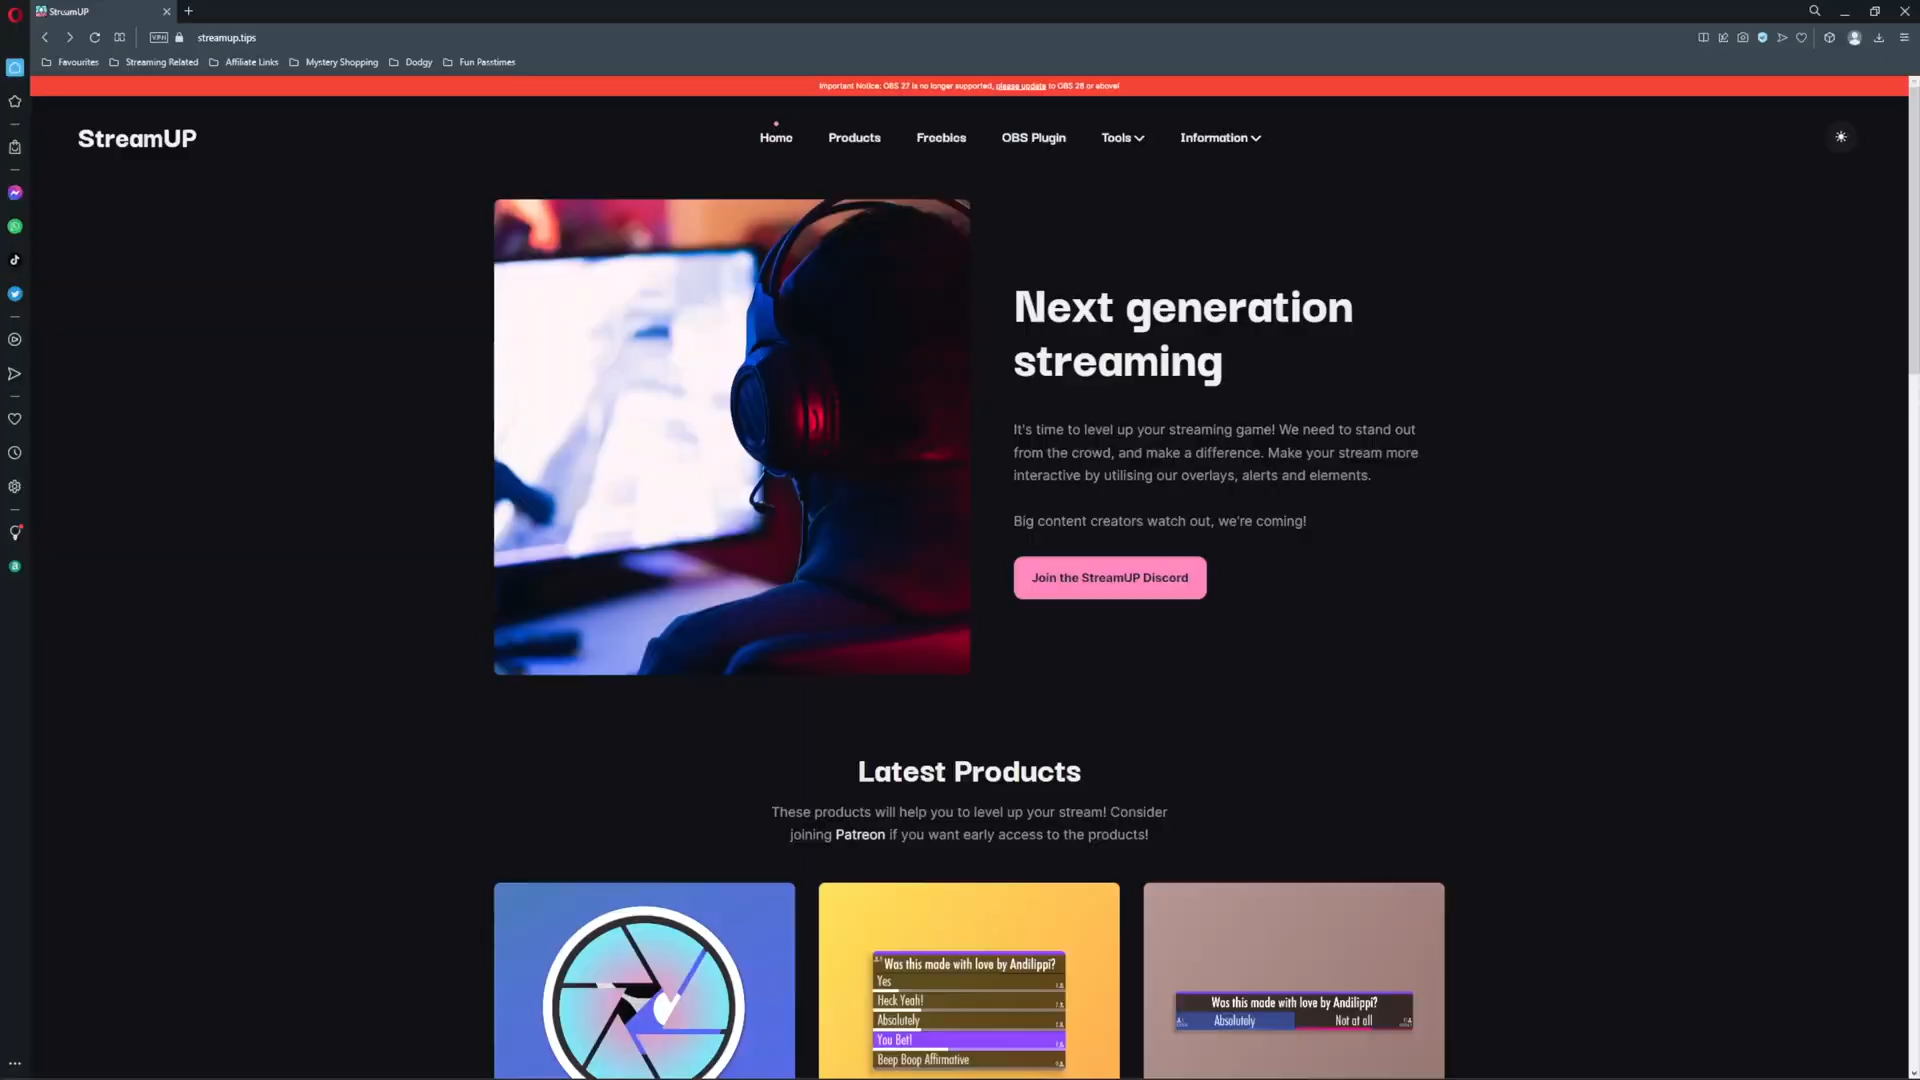 StreamUP
VPN
streamup.tips
Favourites
Streaming Related
Affiliate Links
Mystery Shopping
Dodgy
Fun Passtimes
Important Notice: OBS 27 is no longer supported, please update to OBS 28 or above!
StreamUP
Home
Products
Freebies
OBS Plugin
Tools
Information
Next generation
streaming
It's time to level up your streaming game! We need to stand out
from the crowd, and make a difference. Make your stream more
interactive by utilising our overlays, alerts and elements.
Big content creators watch out, we're coming!
Join the StreamUP Discord
Latest Products
These products will help you to level up your stream! Consider
joining Patreon if you want early access to the products!
Was this made with love by Andilippi?
Yes
Heck Yeah!
Absolutely
You Bet!
Beep Boop Affirmative
Was this made with love by Andilippi?
Absolutely
Not at all